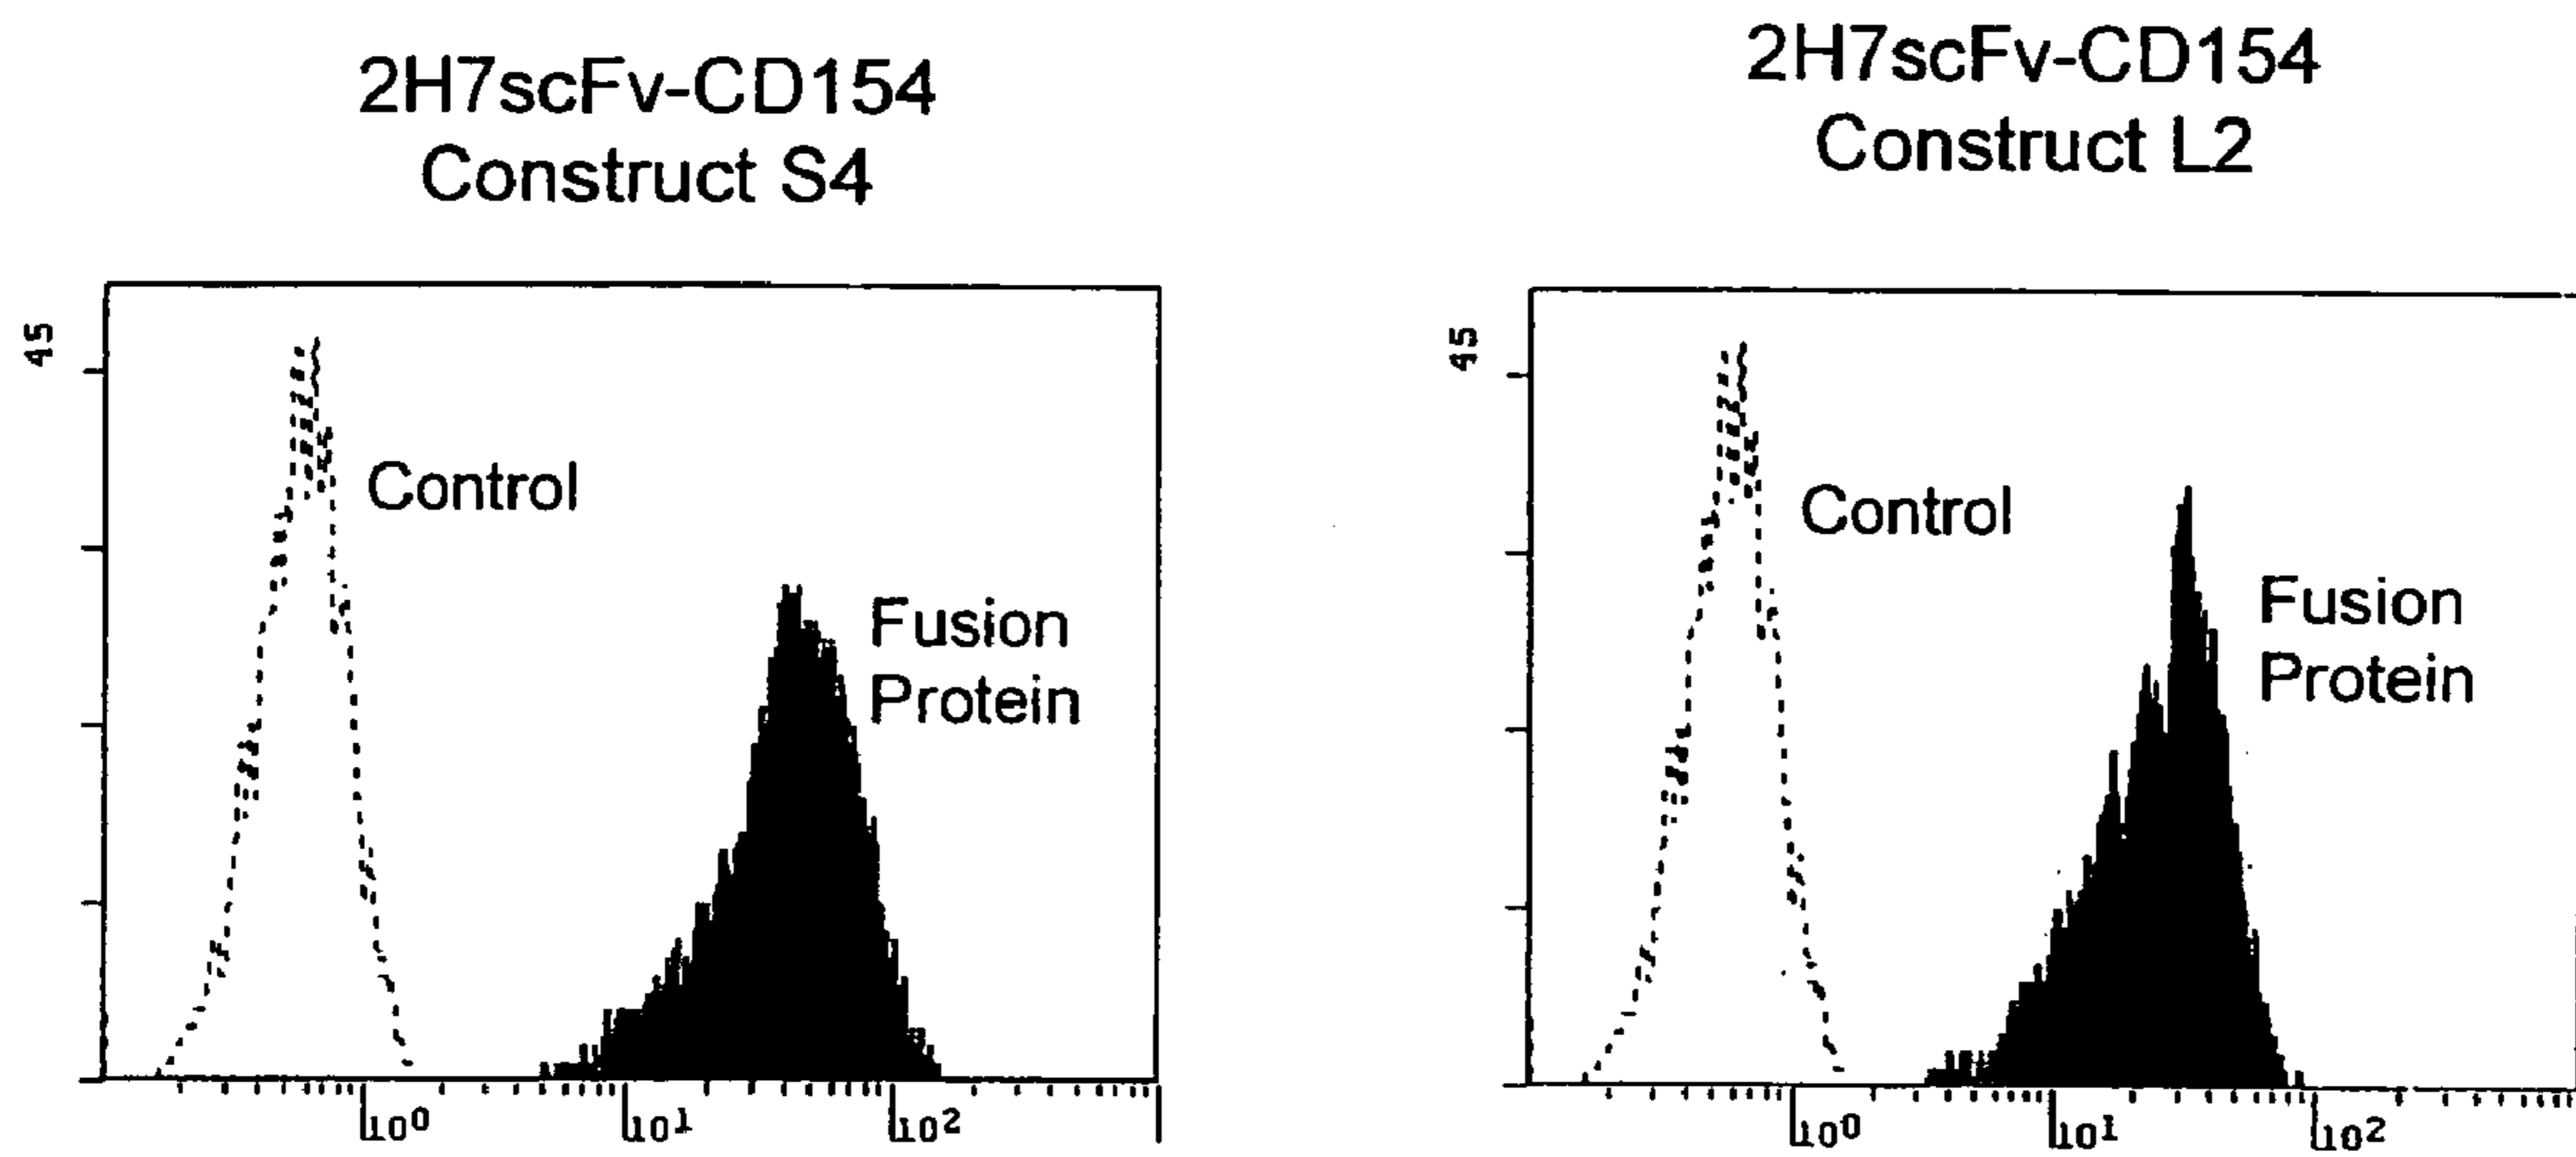 2H7scFv-CD154
Construct S4
45
Control
Fusion
Protein
10⁰ 10¹ 10²
2H7scFv-CD154
Construct L2
45
Control
Fusion
Protein
10⁰ 10¹ 10²